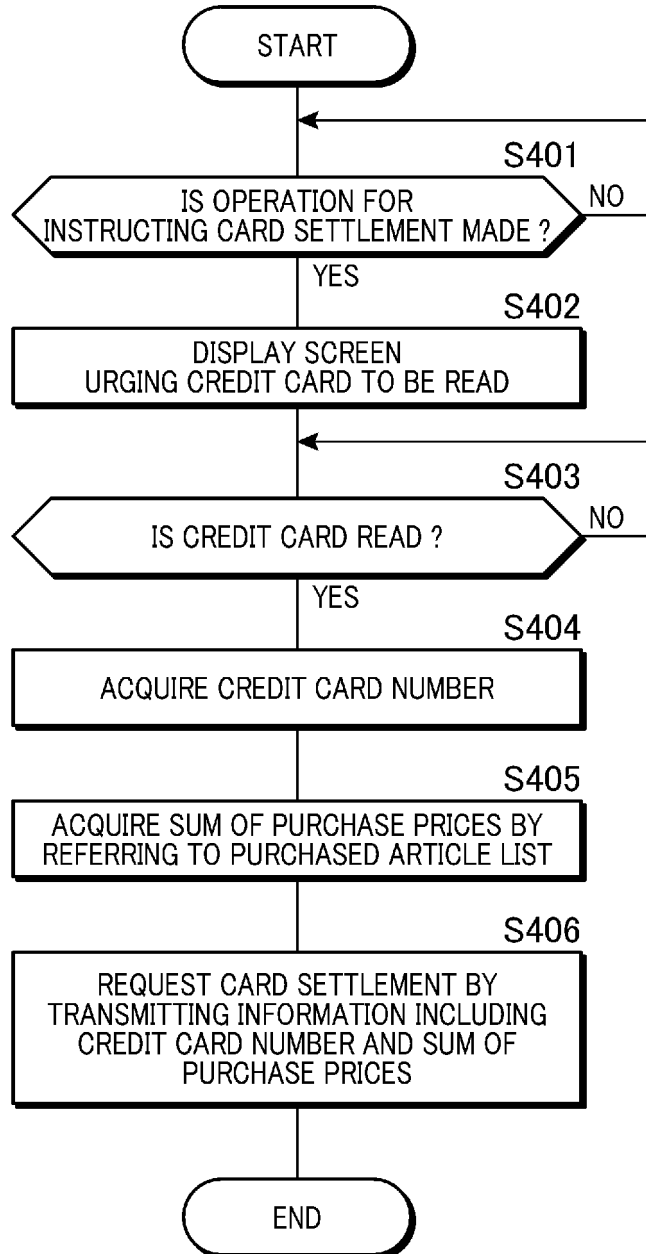 START
S401
IS OPERATION FOR
INSTRUCTING CARD SETTLEMENT MADE ?
NO
YES
S402
DISPLAY SCREEN
URGING CREDIT CARD TO BE READ
S403
IS CREDIT CARD READ ?
NO
YES
S404
ACQUIRE CREDIT CARD NUMBER
S405
ACQUIRE SUM OF PURCHASE PRICES BY
REFERRING TO PURCHASED ARTICLE LIST
S406
REQUEST CARD SETTLEMENT BY
TRANSMITTING INFORMATION INCLUDING
CREDIT CARD NUMBER AND SUM OF
PURCHASE PRICES
END